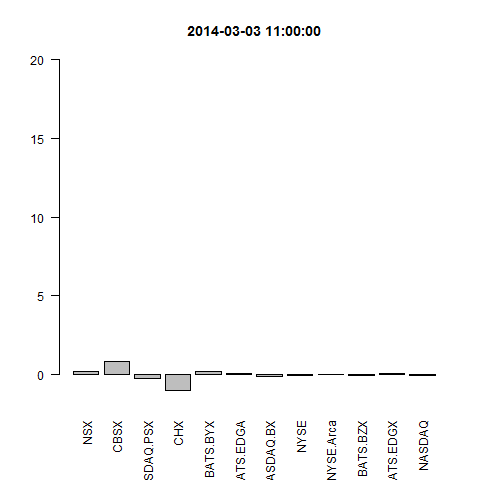 2014-03-03 11:00:00
20
15
10
5
0
NSX
CBSX
SDAQ.PSX
CHX
BATS.BYX
ATS.EDGA
ASDAQ.BX
NYSE
NYSE.Arca
BATS.BZX
ATS.EDGX
NASDAQ